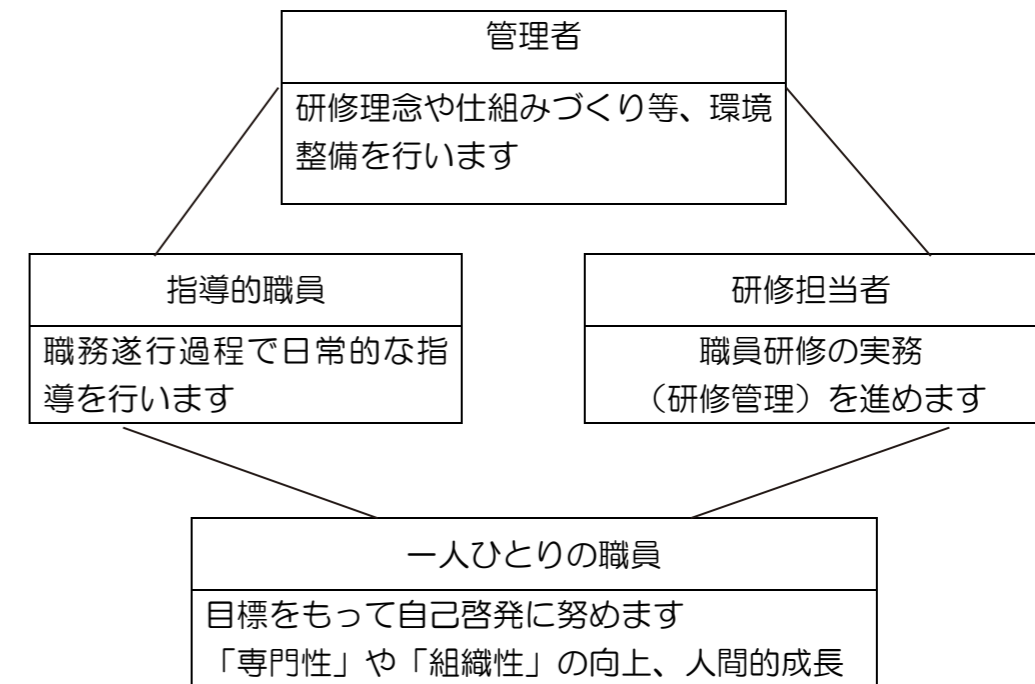 管理者
研修理念や仕組みづくり等、環境
整備を行います
指導的職員
職務遂行過程で日常的な指
導を行います
研修担当者
職員研修の実務
（研修管理）を進めます
一人ひとりの職員
目標をもって自己啓発に努めます
「専門性」や「組織性」の向上、人間的成長